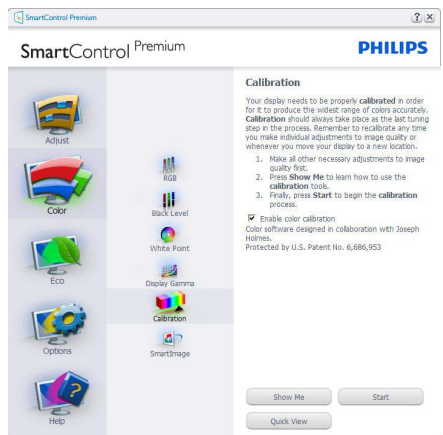 SmartControl Premium
SmartControl Premium
PHILIPS
Adjust
Color
Eco
Options
Help
RGB
Black Level
White Point
Display Gamma
Calibration
SmartImage
Calibration
Your display needs to be properly calibrated in order
for it to produce the widest range of colors accurately.
Calibration should always take place as the last tuning
step in the process. Remember to recalibrate any time
you make individual adjustments to image quality or
whenever you move your display to a new location.
1. Make all other necessary adjustments to image
quality first.
2. Press Show Me to learn how to use the
calibration tools.
3. Finally, press Start to begin the calibration
process.
Enable color calibration
Color software designed in collaboration with Joseph
Holmes.
Protected by U.S. Patent No. 6,686,953
Show Me
Start
Quick View